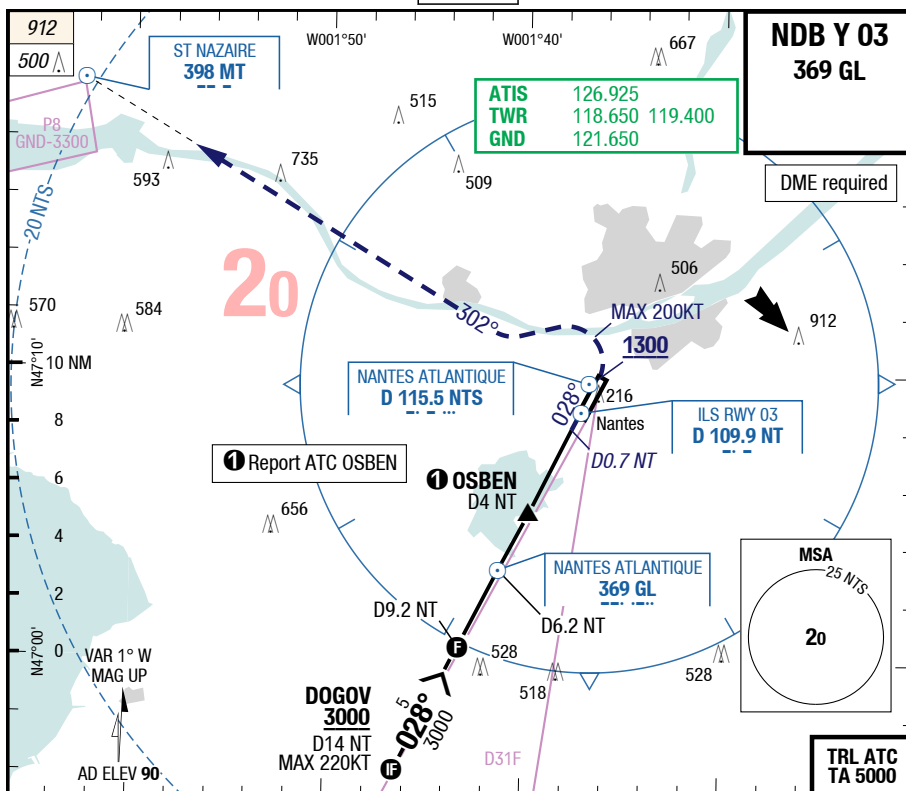 912
500
ST NAZAIRE
398 MT
P8
GND-3300
W001°50'
W001°40'
667
NDB Y 03
369 GL
ATIS 126.925
TWR 118.650 119.400
GND 121.650
515
735
593
509
DME required
20 NTS
20
506
570
584
302°
MAX 200KT
912
1300
N47°10'
10 NM
NANTES ATLANTIQUE
D 115.5 NTS
028°
216
Nantes
ILS RWY 03
D 109.9 NT
8
D0.7 NT
1 Report ATC OSBEN
1 OSBEN
D4 NT
6
656
4
NANTES ATLANTIQUE
369 GL
MSA
25 NTS
20
2
D9.2 NT
D6.2 NT
N47°00'
0
F
VAR 1° W
MAG UP
528
518
528
DOGOV
3000
D14 NT
MAX 220KT
IF
028°
5
3000
D31F
AD ELEV 90
TRL ATC
TA 5000